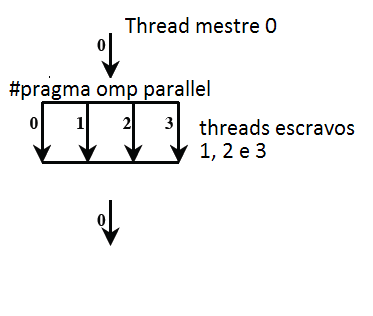 Thread mestre 0
0
#pragma omp parallel
0 1 2 3
threads escravos
1, 2 e 3
0